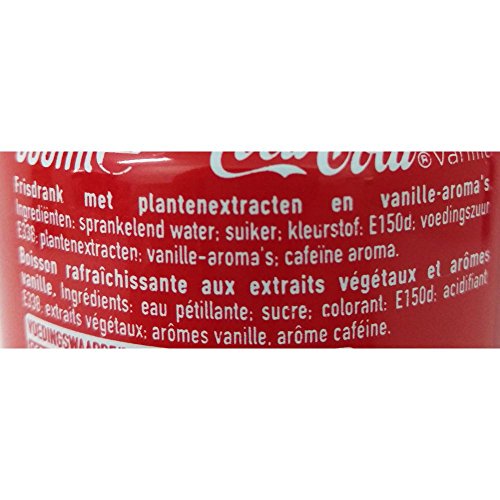 Coca-Cola® Vanille
Frisdrank met plantenextracten en vanille-aroma's
Ingrediënten: sprankelend water; suiker; kleurstof: E150d; voedingszuur
E338; plantenextracten; vanille-aroma's; cafeïne aroma.
Boisson rafraîchissante aux extraits végétaux et arômes
vanille, Ingrédients: eau pétillante; sucre; colorant: E150d; acidifiant
E338; extraits végétaux; arômes vanille, arôme caféine.